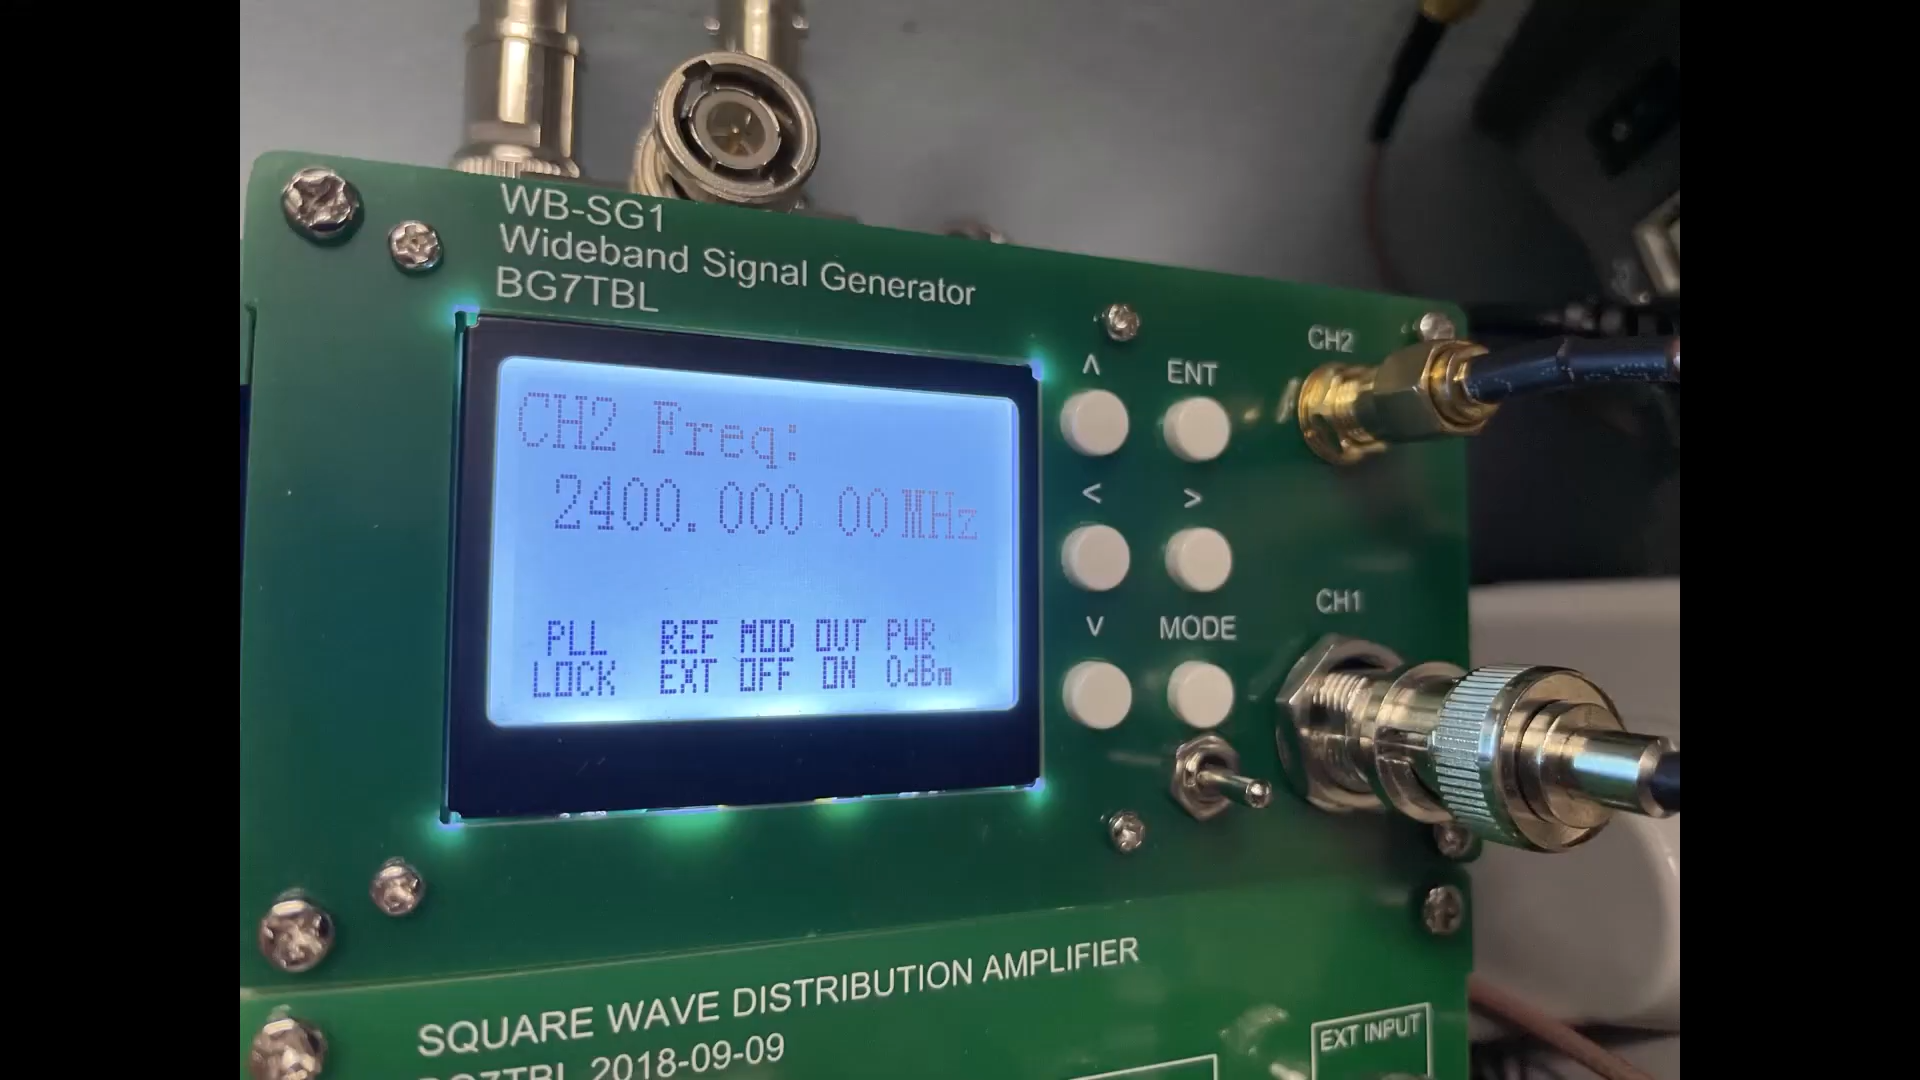 WB-SG1
Wideband Signal Generator
BG7TBL
CH2 Freq:
2400.000 00MHz
PLL REF MOD OUT PWR
LOCK EXT OFF ON 0dBm
^ ENT
< >
v MODE
CH2
CH1
SQUARE WAVE DISTRIBUTION AMPLIFIER
BG7TBL 2018-09-09
EXT INPUT